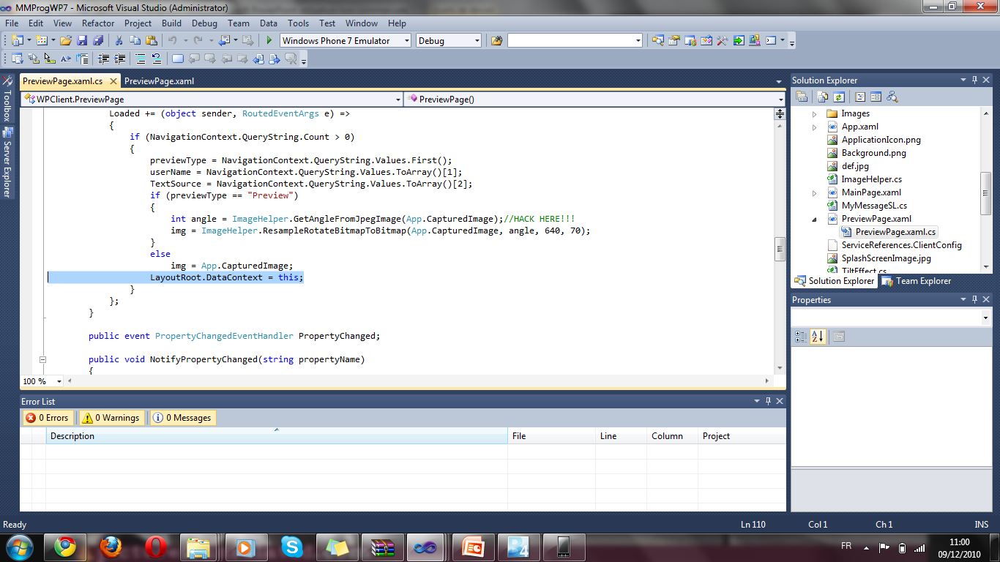 MMProgWP7 - Microsoft Visual Studio (Administrator)
File Edit View Refactor Project Build Debug Team Data Tools Test Window Help
Windows Phone 7 Emulator Debug
PreviewPage.xaml.cs PreviewPage.xaml
WPClient.PreviewPage PreviewPage()
Toolbox
Server Explorer
Loaded += (object sender, RoutedEventArgs e) =>
{
if (NavigationContext.QueryString.Count > 0)
{
previewType = NavigationContext.QueryString.Values.First();
userName = NavigationContext.QueryString.Values.ToArray()[1];
TextSource = NavigationContext.QueryString.Values.ToArray()[2];
if (previewType == "Preview")
{
int angle = ImageHelper.GetAngleFromJpegImage(App.CapturedImage);//HACK HERE!!!
img = ImageHelper.ResampleRotateBitmapToBitmap(App.CapturedImage, angle, 640, 70);
}
else
img = App.CapturedImage;
LayoutRoot.DataContext = this;
}
};
}
public event PropertyChangedEventHandler PropertyChanged;
public void NotifyPropertyChanged(string propertyName)
{
100 %
Solution Explorer
Images
App.xaml
ApplicationIcon.png
Background.png
def.jpg
ImageHelper.cs
MainPage.xaml
MyMessageSL.cs
PreviewPage.xaml
PreviewPage.xaml.cs
ServiceReferences.ClientConfig
SplashScreenImage.jpg
TiltEffect.cs
Solution Explorer Team Explorer
Properties
Error List
0 Errors 0 Warnings 0 Messages
Description File Line Column Project
Ready Ln 110 Col 1 Ch 1 INS
FR
11:00
09/12/2010